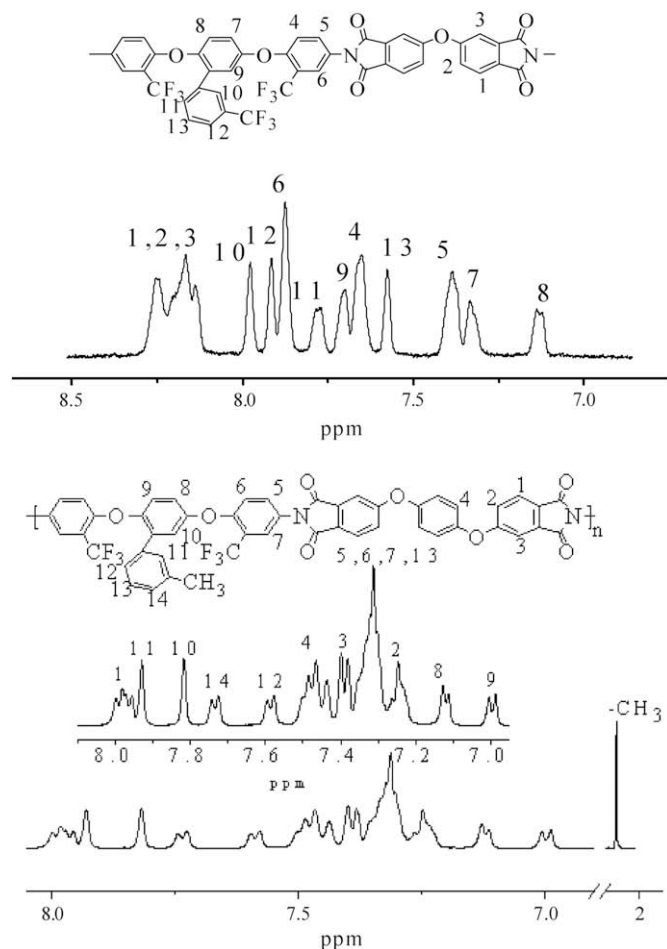 8 7 4 5 O O O 3
O O N O N
CF3 9 CF3 6 O 2 1 O
11 10
13 12 CF3
6
1,2,3 10 12 11 9 4 13 5 7 8
8.5 8.0 7.5 7.0
ppm
9 8 6 5 O O 4 2 1 O
O O N O O N n
CF3 10 CF3 7 O 3 O
12 11
13 14 CH3
5,6,7,13
1 11 10 14 12 4 3 2 8 9
-CH3
8.0 7.8 7.6 7.4 7.2 7.0
ppm
8.0 7.5 7.0 2
ppm